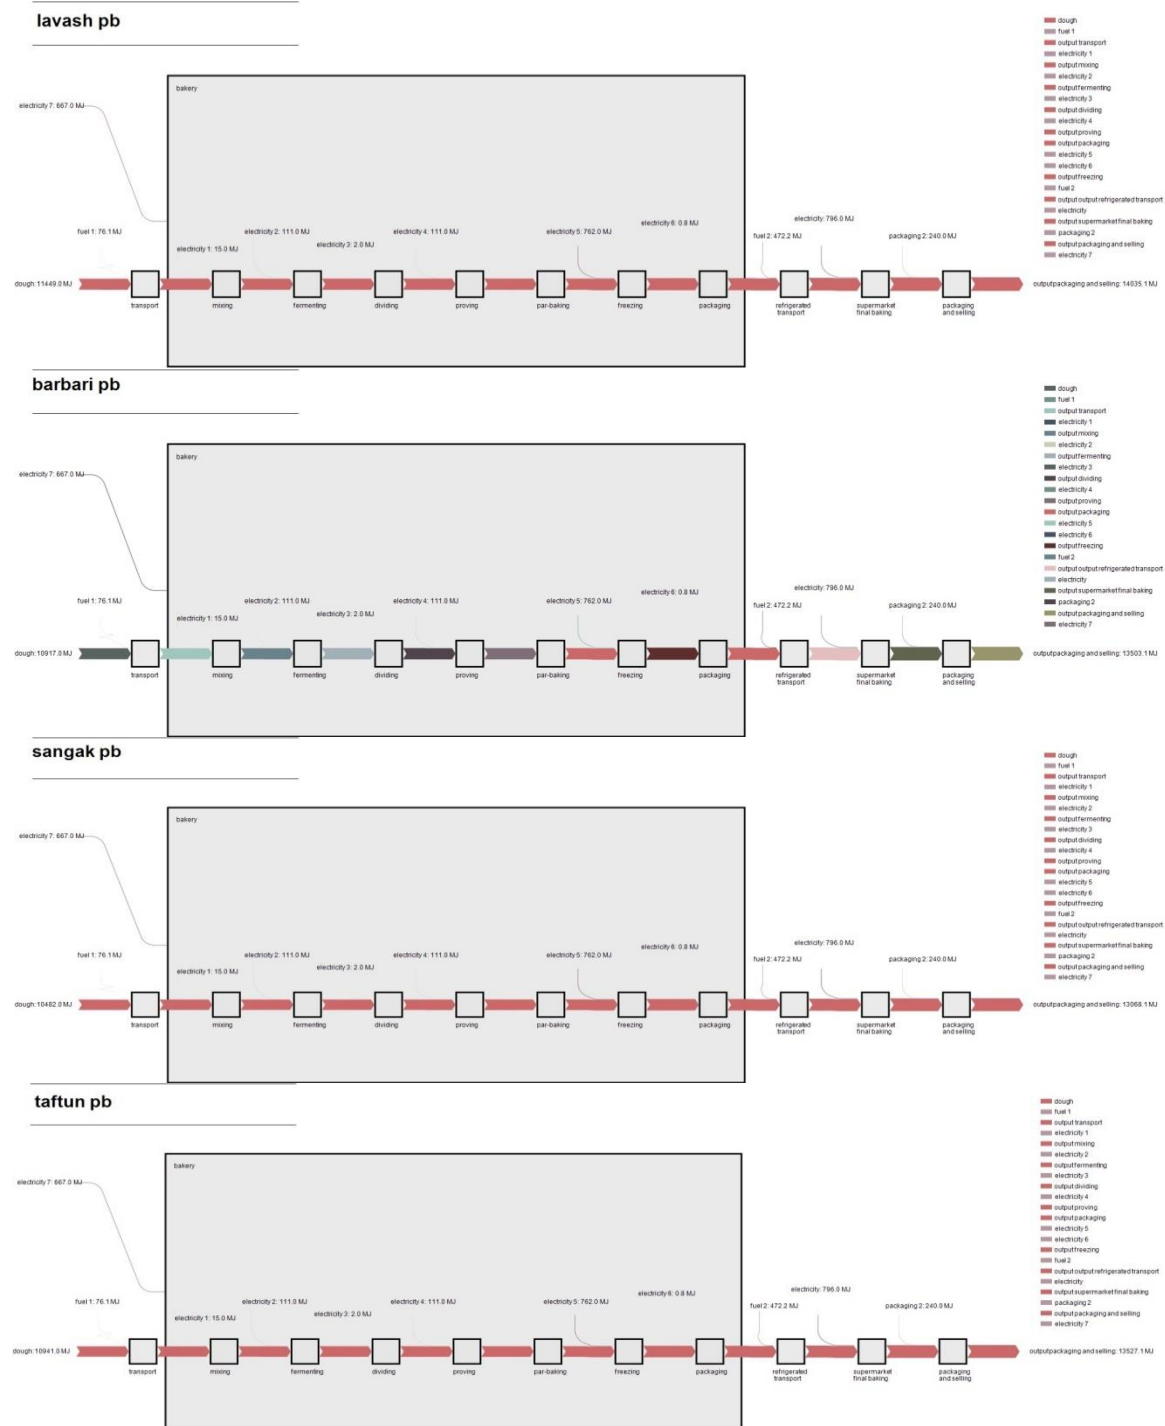 lavash pb
dough
fuel 1
output transport
electricity 1
output mixing
electricity 2
output fermenting
electricity 3
output dividing
electricity 4
output proving
output packaging
electricity 5
electricity 6
output freezing
fuel 2
output output refrigerated transport
electricity
output supermarket final baking
packaging 2
output packaging and selling
electricity 7
bakery
electricity 7: 667.0 MJ
electricity 6: 0.8 MJ
electricity: 796.0 MJ
fuel 1: 76.1 MJ
electricity 2: 111.0 MJ
electricity 4: 111.0 MJ
electricity 5: 762.0 MJ
fuel 2: 472.2 MJ
packaging 2: 240.0 MJ
electricity 1: 15.0 MJ
electricity 3: 2.0 MJ
dough: 11449.0 MJ
output packaging and selling: 14035.1 MJ
transport
mixing
fermenting
dividing
proving
par-baking
freezing
packaging
refrigerated
transport
supermarket
final baking
packaging
and selling
barbari pb
dough
fuel 1
output transport
electricity 1
output mixing
electricity 2
output fermenting
electricity 3
output dividing
electricity 4
output proving
output packaging
electricity 5
electricity 6
output freezing
fuel 2
output output refrigerated transport
electricity
output supermarket final baking
packaging 2
output packaging and selling
electricity 7
bakery
electricity 7: 667.0 MJ
electricity 6: 0.8 MJ
electricity: 796.0 MJ
fuel 1: 76.1 MJ
electricity 2: 111.0 MJ
electricity 4: 111.0 MJ
electricity 5: 762.0 MJ
fuel 2: 472.2 MJ
packaging 2: 240.0 MJ
electricity 1: 15.0 MJ
electricity 3: 2.0 MJ
dough: 10917.0 MJ
output packaging and selling: 13503.1 MJ
transport
mixing
fermenting
dividing
proving
par-baking
freezing
packaging
refrigerated
transport
supermarket
final baking
packaging
and selling
sangak pb
dough
fuel 1
output transport
electricity 1
output mixing
electricity 2
output fermenting
electricity 3
output dividing
electricity 4
output proving
output packaging
electricity 5
electricity 6
output freezing
fuel 2
output output refrigerated transport
electricity
output supermarket final baking
packaging 2
output packaging and selling
electricity 7
bakery
electricity 7: 667.0 MJ
electricity 6: 0.8 MJ
electricity: 796.0 MJ
fuel 1: 76.1 MJ
electricity 2: 111.0 MJ
electricity 4: 111.0 MJ
electricity 5: 762.0 MJ
fuel 2: 472.2 MJ
packaging 2: 240.0 MJ
electricity 1: 15.0 MJ
electricity 3: 2.0 MJ
dough: 10482.0 MJ
output packaging and selling: 13068.1 MJ
transport
mixing
fermenting
dividing
proving
par-baking
freezing
packaging
refrigerated
transport
supermarket
final baking
packaging
and selling
taftun pb
dough
fuel 1
output transport
electricity 1
output mixing
electricity 2
output fermenting
electricity 3
output dividing
electricity 4
output proving
output packaging
electricity 5
electricity 6
output freezing
fuel 2
output output refrigerated transport
electricity
output supermarket final baking
packaging 2
output packaging and selling
electricity 7
bakery
electricity 7: 667.0 MJ
electricity 6: 0.8 MJ
electricity: 796.0 MJ
fuel 1: 76.1 MJ
electricity 2: 111.0 MJ
electricity 4: 111.0 MJ
electricity 5: 762.0 MJ
fuel 2: 472.2 MJ
packaging 2: 240.0 MJ
electricity 1: 15.0 MJ
electricity 3: 2.0 MJ
dough: 10941.0 MJ
output packaging and selling: 13527.1 MJ
transport
mixing
fermenting
dividing
proving
par-baking
freezing
packaging
refrigerated
transport
supermarket
final baking
packaging
and selling